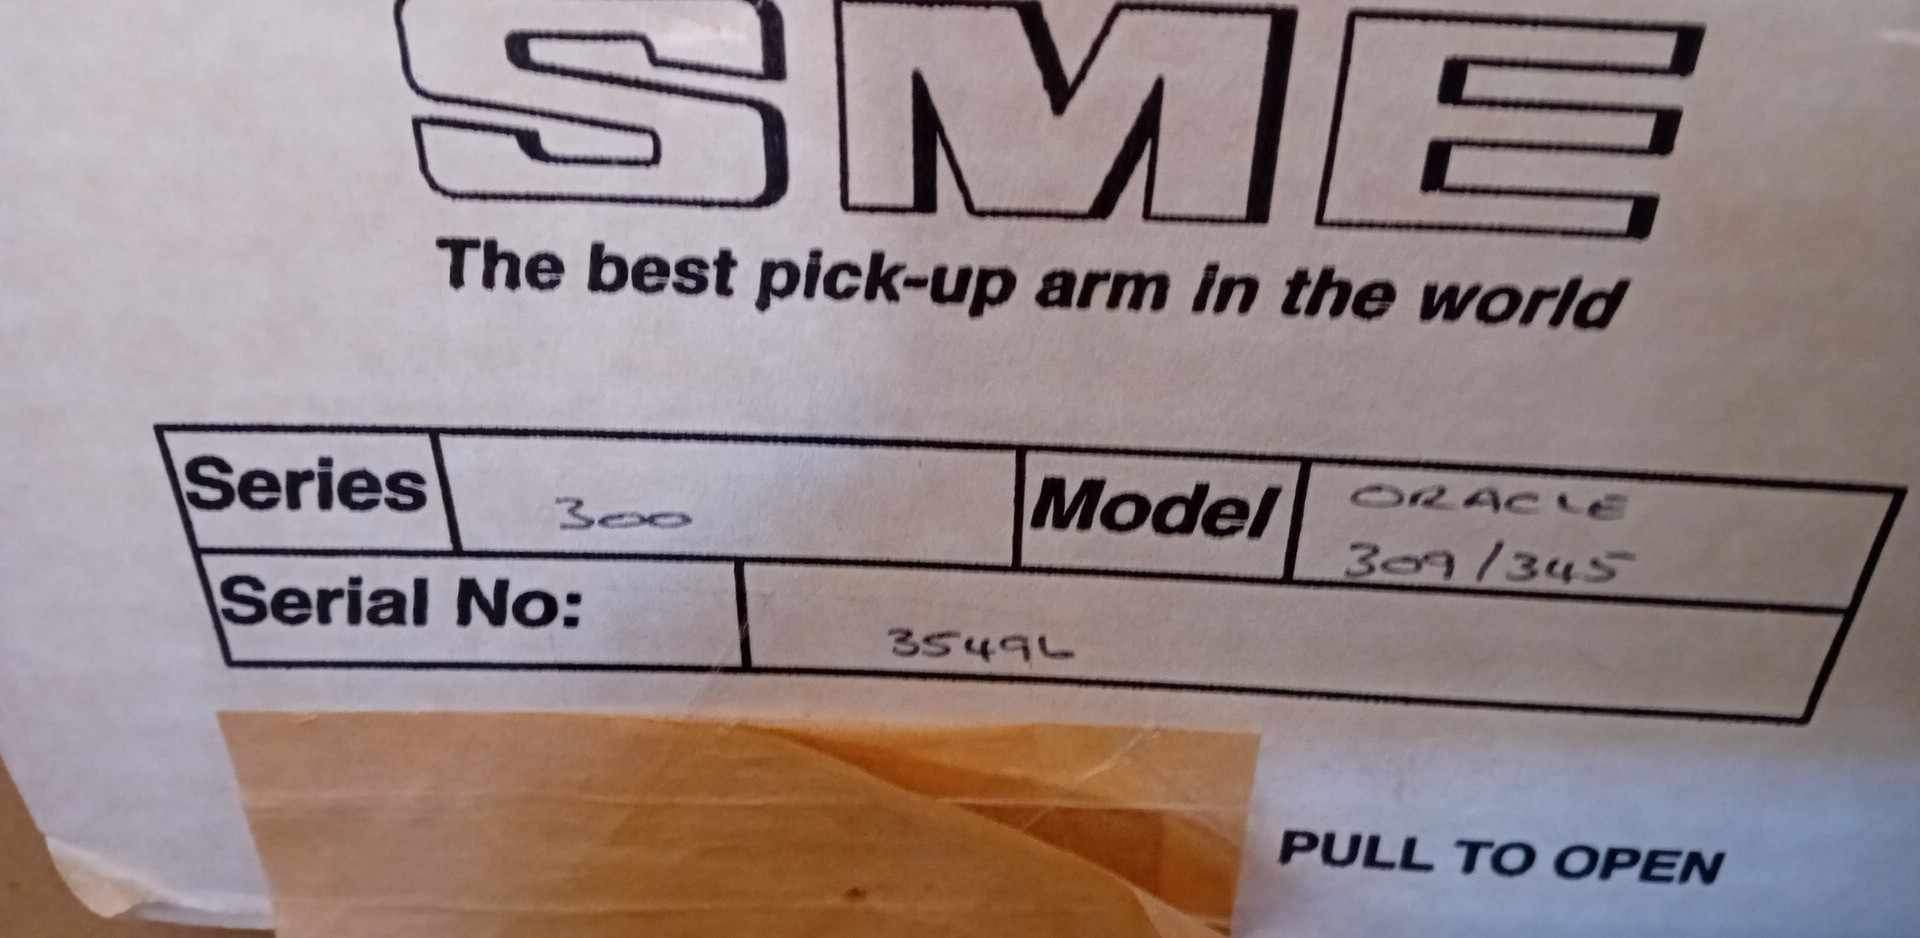 SME
The best pick-up arm in the world
Series 300 Model ORACLE
309/345
Serial No: 35496
PULL TO OPEN